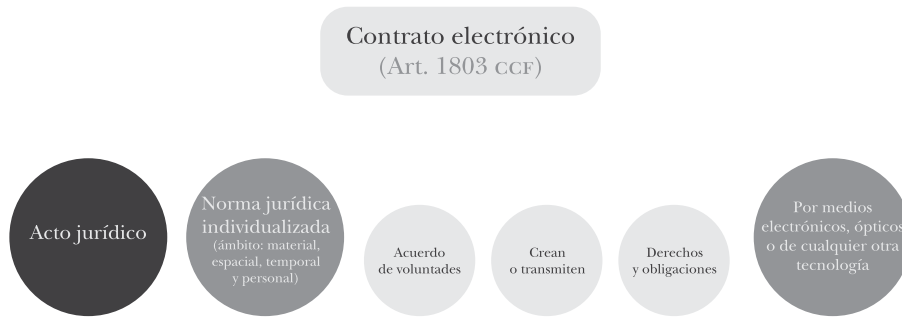 Contrato electrónico
(Art. 1803 CCF)
Acto jurídico
Norma jurídica
individualizada
(ámbito: material,
espacial, temporal
y personal)
Acuerdo
de voluntades
Crean
o transmiten
Derechos
y obligaciones
Por medios
electrónicos, ópticos
o de cualquier otra
tecnología